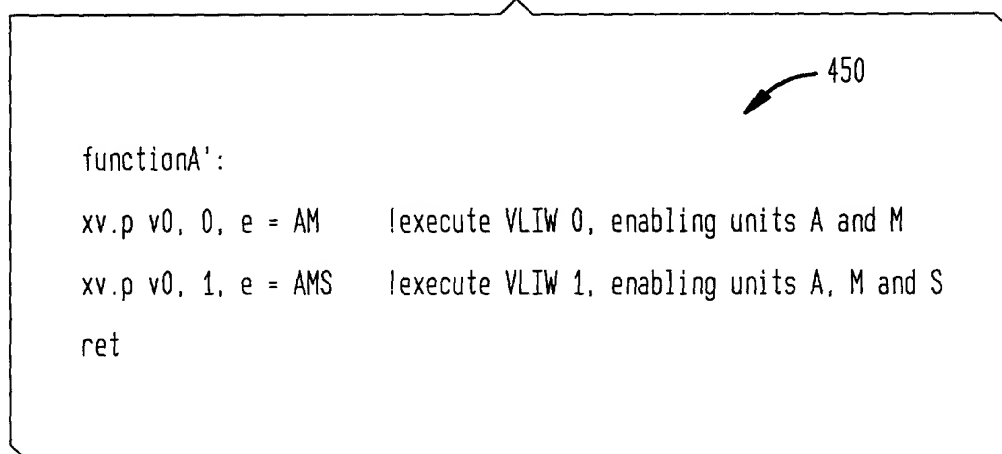 450
functionA':
xv.p v0, 0, e = AM !execute VLIW 0, enabling units A and M
xv.p v0, 1, e = AMS !execute VLIW 1, enabling units A, M and S
ret